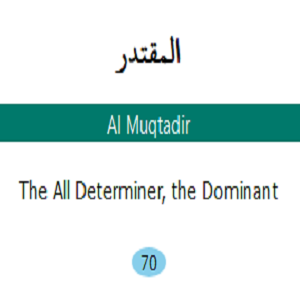 المقتدر
Al Muqtadir
The All Determiner, the Dominant
70